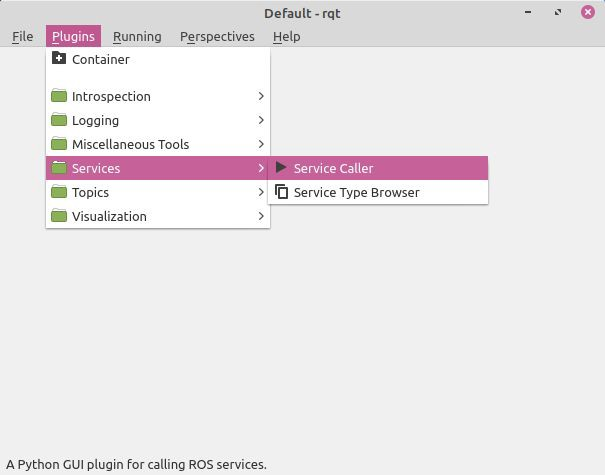 Default - rqt
File Plugins Running Perspectives Help
Container
Introspection
Logging
Miscellaneous Tools
Services
Service Caller
Service Type Browser
Topics
Visualization
A Python GUI plugin for calling ROS services.